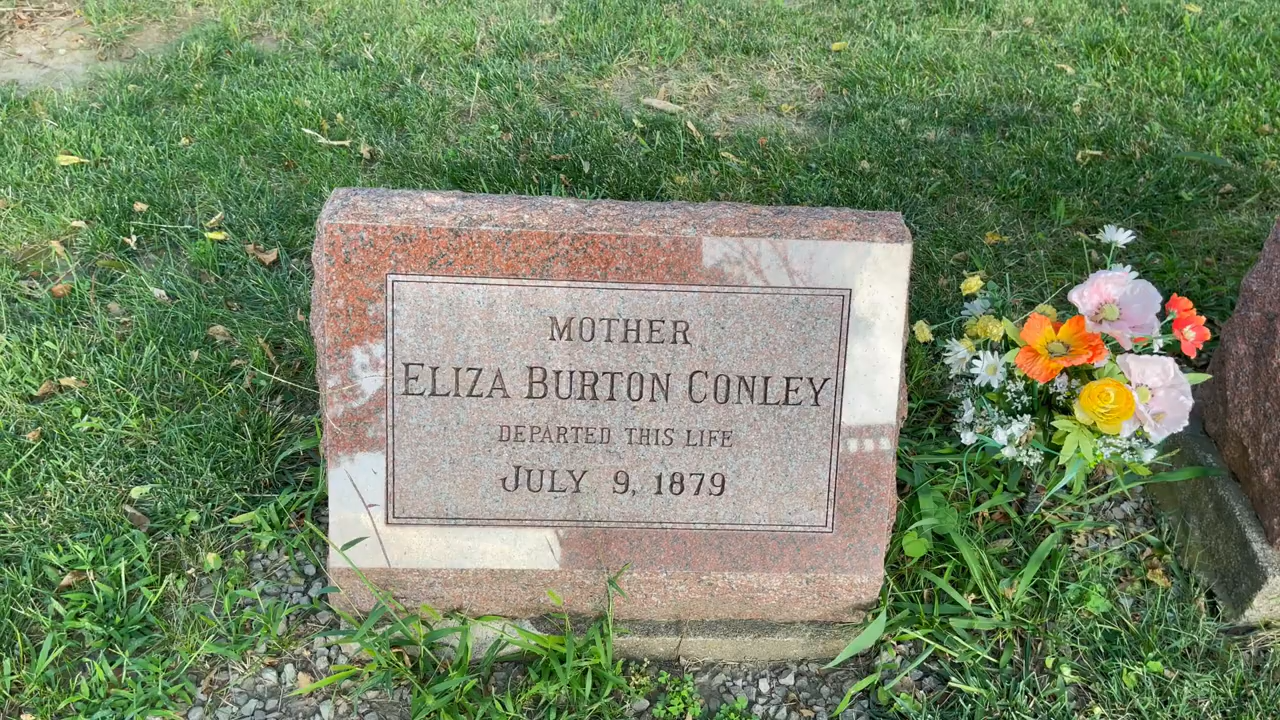 MOTHER
ELIZA BURTON CONLEY
DEPARTED THIS LIFE
JULY 9, 1879